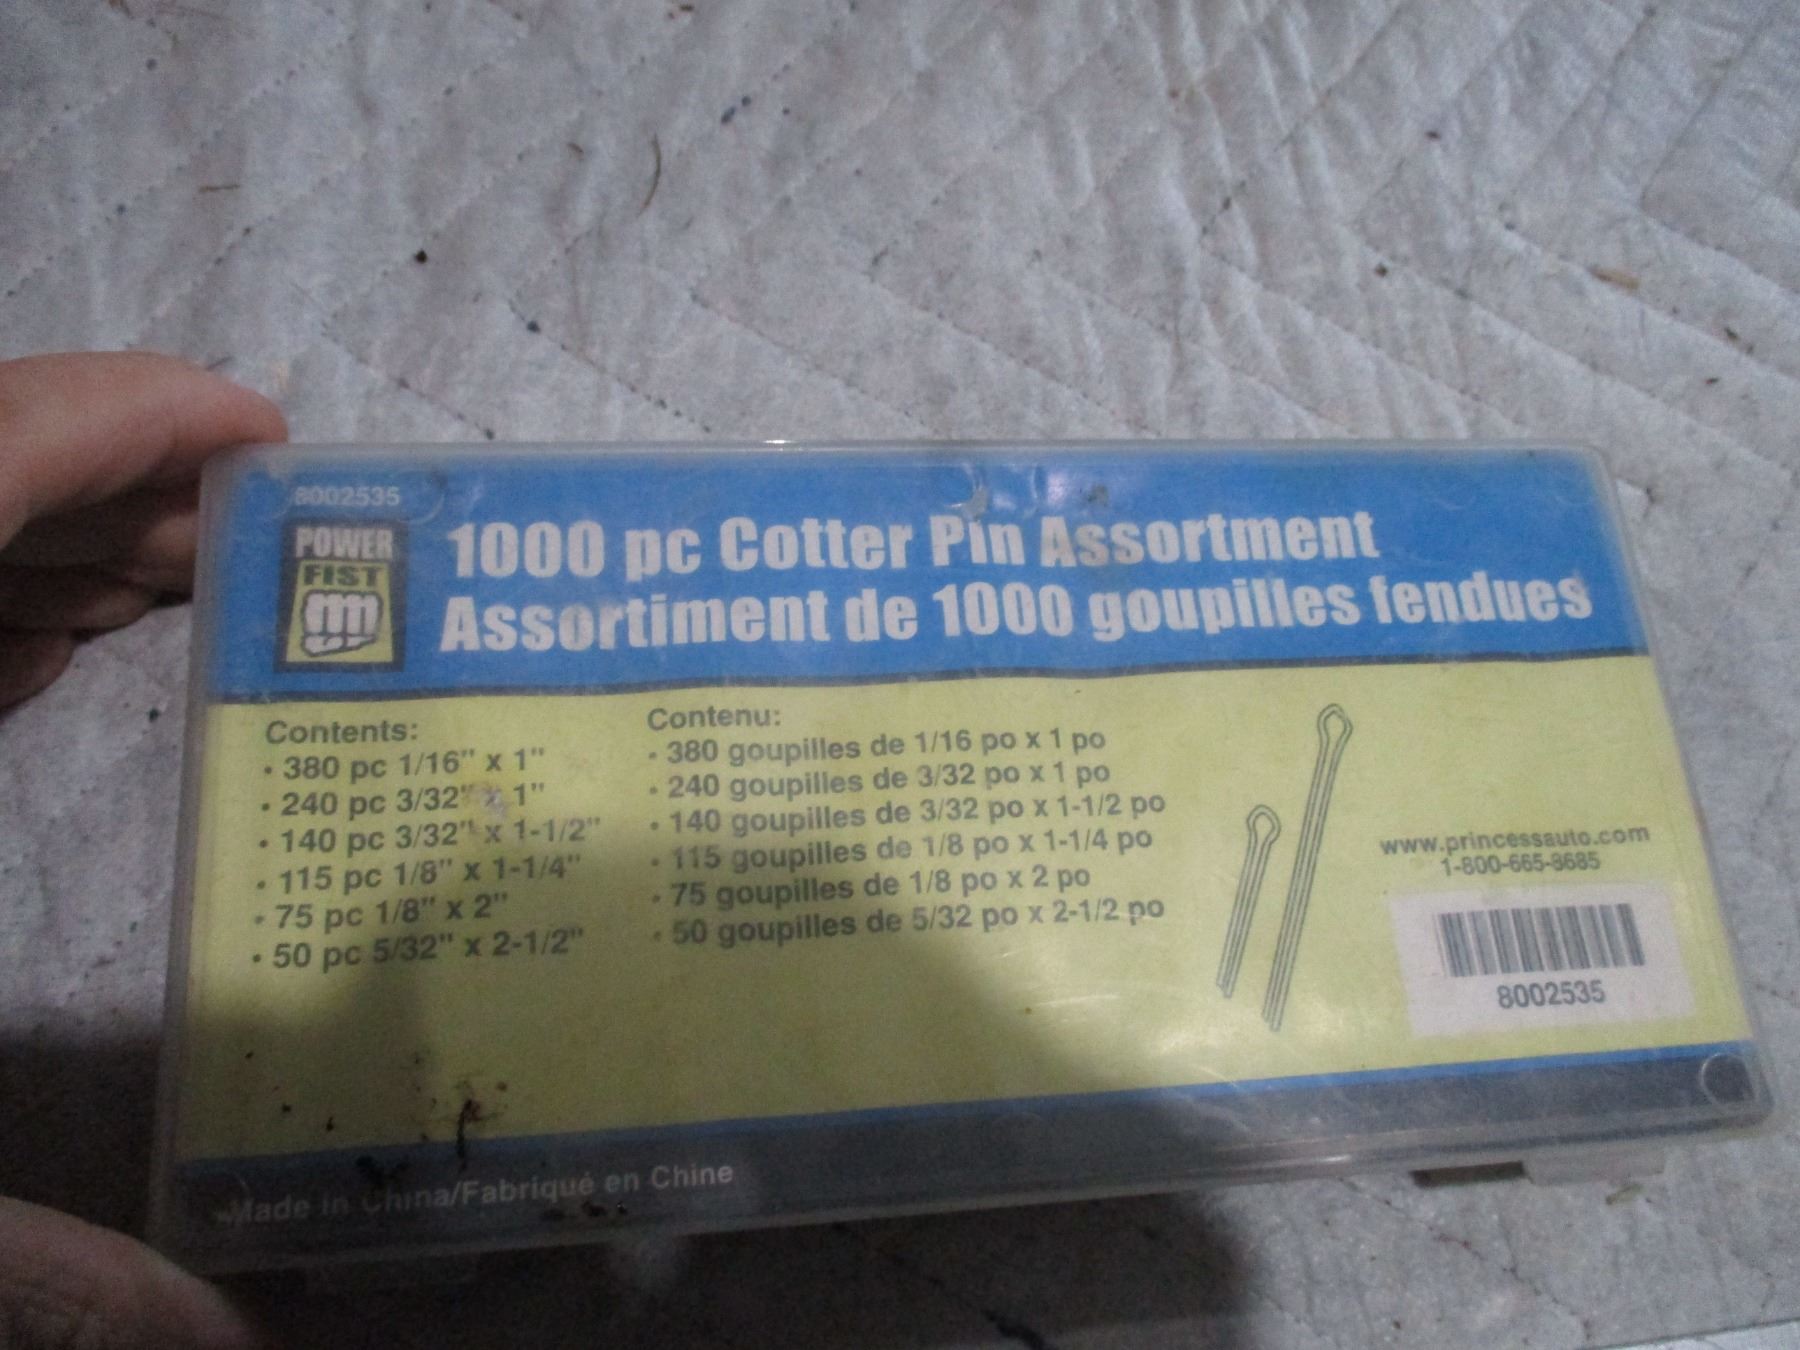 8002535
POWER
FIST
1000 pc Cotter Pin Assortment
Assortiment de 1000 goupilles fendues
Contents:
• 380 pc 1/16" x 1"
• 240 pc 3/32" x 1"
• 140 pc 3/32" x 1-1/2"
• 115 pc 1/8" x 1-1/4"
• 75 pc 1/8" x 2"
• 50 pc 5/32" x 2-1/2"
Contenu:
• 380 goupilles de 1/16 po x 1 po
• 240 goupilles de 3/32 po x 1 po
• 140 goupilles de 3/32 po x 1-1/2 po
• 115 goupilles de 1/8 po x 1-1/4 po
• 75 goupilles de 1/8 po x 2 po
• 50 goupilles de 5/32 po x 2-1/2 po
www.princessauto.com
1-800-665-8685
8002535
Made in China/Fabriqué en Chine